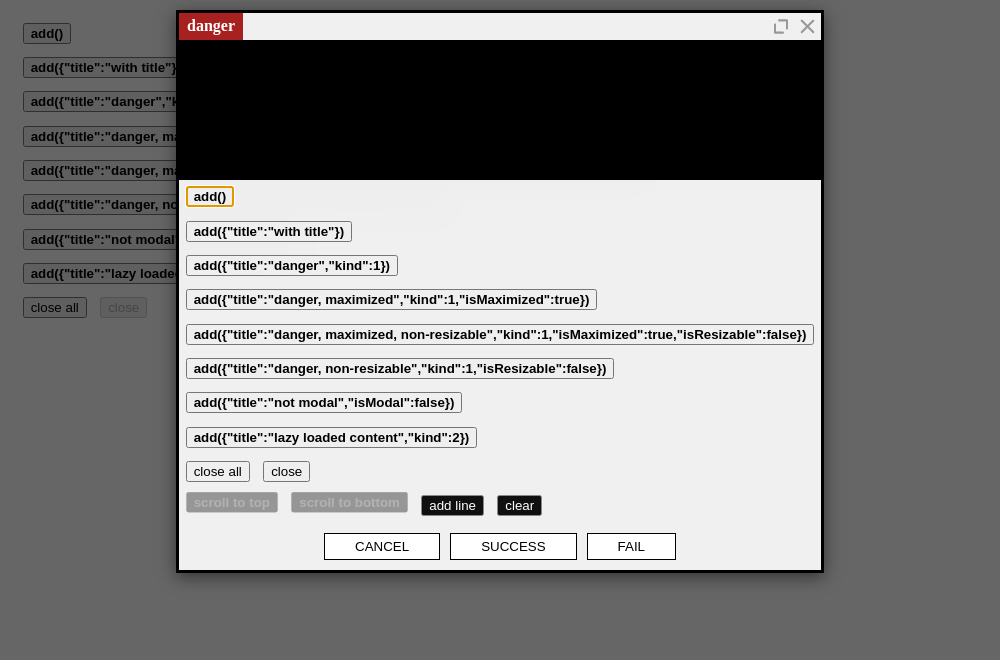 danger
add()
add({"title":"with title"})
add({"title":"danger","k
add({"title":"danger, ma
add({"title":"danger, ma
add({"title":"danger, no
add({"title":"not modal"
add({"title":"lazy loaded
close all close
add()
add({"title":"with title"})
add({"title":"danger","kind":1})
add({"title":"danger, maximized","kind":1,"isMaximized":true})
add({"title":"danger, maximized, non-resizable","kind":1,"isMaximized":true,"isResizable":false})
add({"title":"danger, non-resizable","kind":1,"isResizable":false})
add({"title":"not modal","isModal":false})
add({"title":"lazy loaded content","kind":2})
close all close
scroll to top scroll to bottom add line clear
CANCEL SUCCESS FAIL